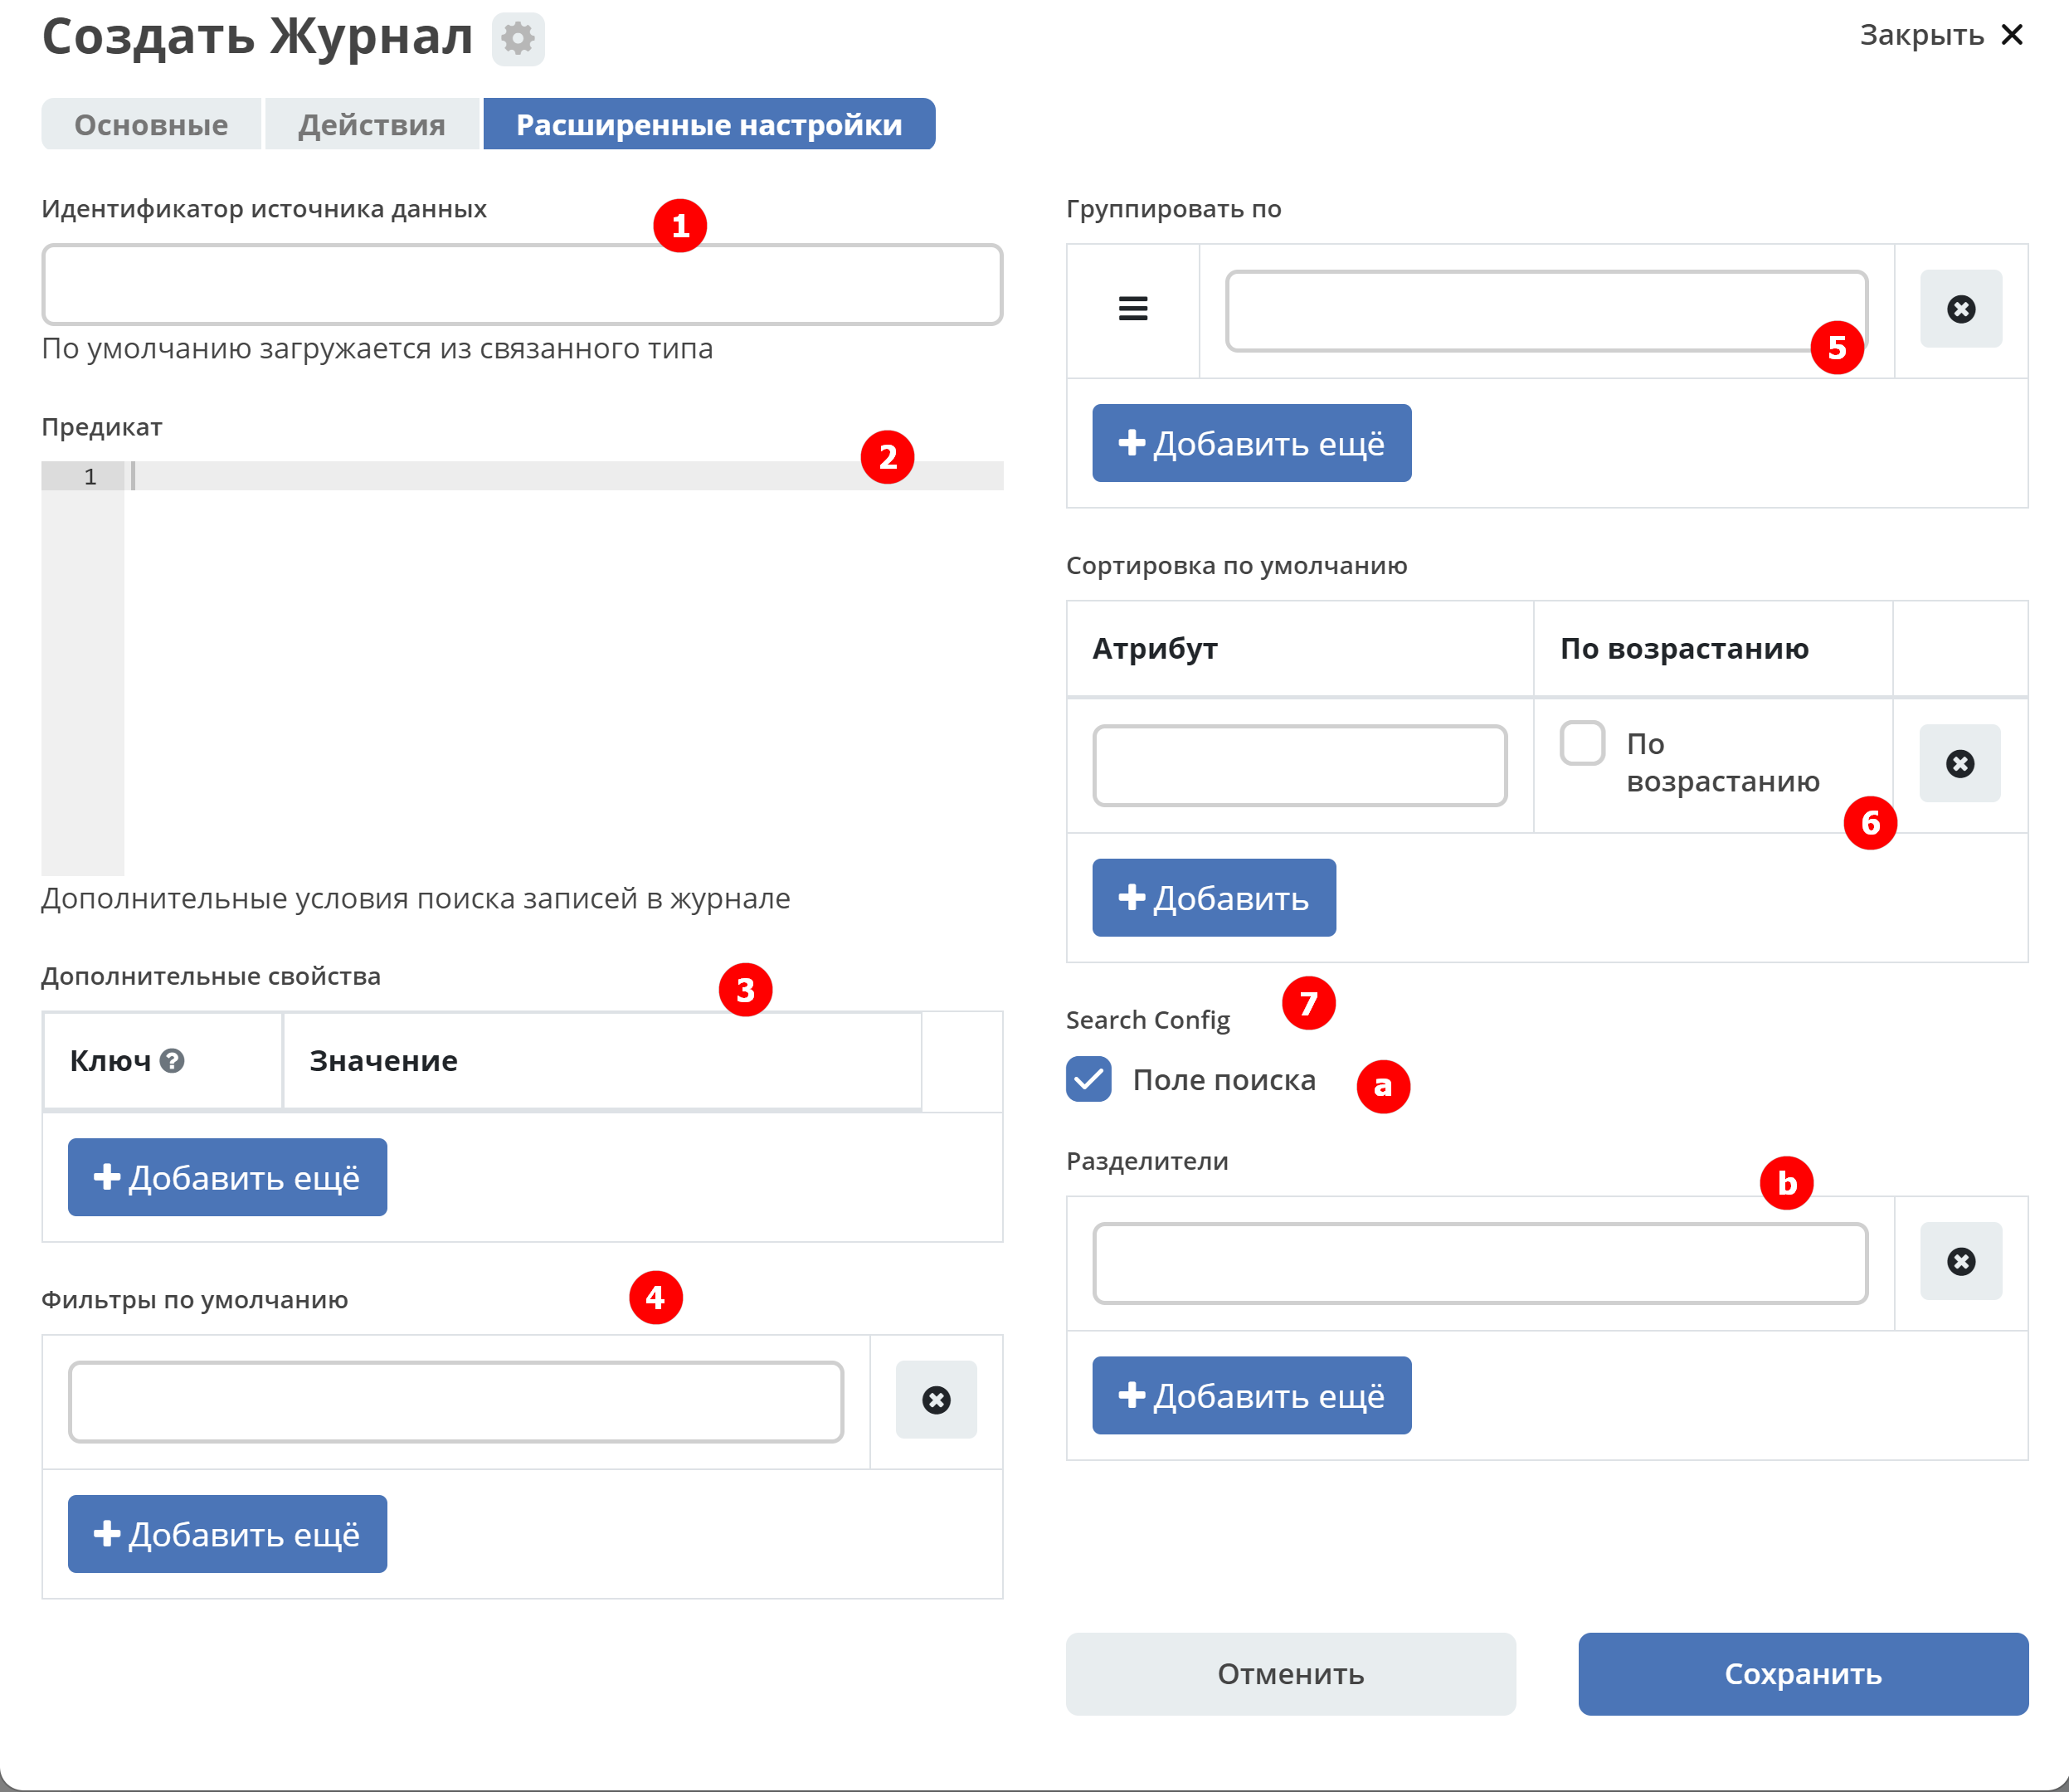 Создать Журнал
Закрыть
Основные
Действия
Расширенные настройки
Идентификатор источника данных
1
По умолчанию загружается из связанного типа
Предикат
2
1
Дополнительные условия поиска записей в журнале
Дополнительные свойства
3
Ключ ?
Значение
Добавить ещё
Фильтры по умолчанию
4
Добавить ещё
Группировать по
5
Добавить ещё
Сортировка по умолчанию
Атрибут
По возрастанию
По
возрастанию
6
Добавить
7
Search Config
Поле поиска
a
Разделители
b
Добавить ещё
Отменить
Сохранить